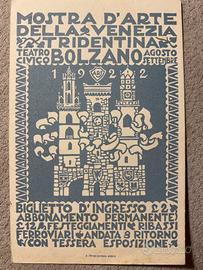 MOSTRA D'ARTE
DELLA VENEZIA
TRIDENTINA
TEATRO CIVICO BOLZANO AGOSTO SETTEMBRE
1922
BIGLIETTO D'INGRESSO £2
ABBONAMENTO PERMANENTE
£12 FESTEGGIAMENTI RIBASSI
FERROVIARI ANDATA E RITORNO
CON TESSERA ESPOSIZIONE